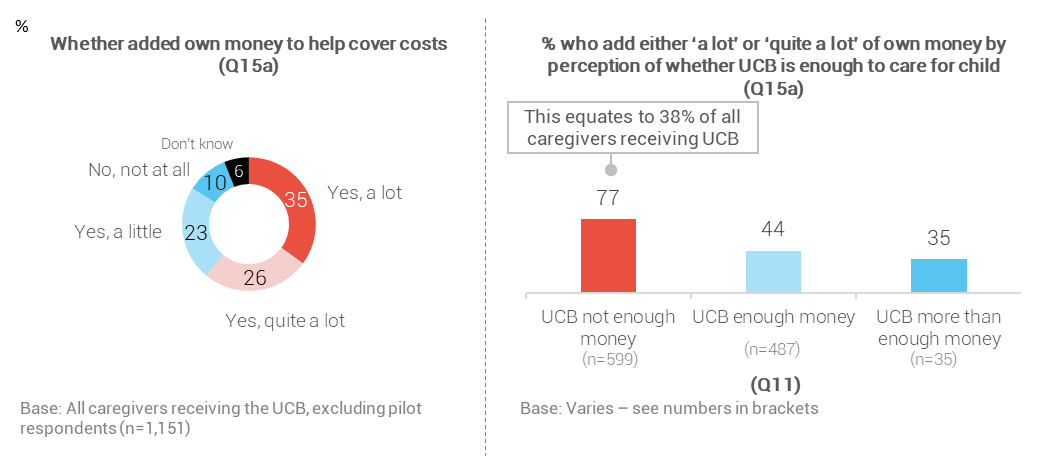 %
Whether added own money to help cover costs
(Q15a)
Don't know
6
No, not at all
10
35
Yes, a lot
Yes, a little
23
26
Yes, quite a lot
Base: All caregivers receiving the UCB, excluding pilot
respondents (n=1,151)
% who add either ‘a lot’ or ‘quite a lot’ of own money by
perception of whether UCB is enough to care for child
(Q15a)
This equates to 38% of all
caregivers receiving UCB
77
44
35
UCB not enough
money
(n=599)
UCB enough money
(n=487)
UCB more than
enough money
(n=35)
(Q11)
Base: Varies – see numbers in brackets